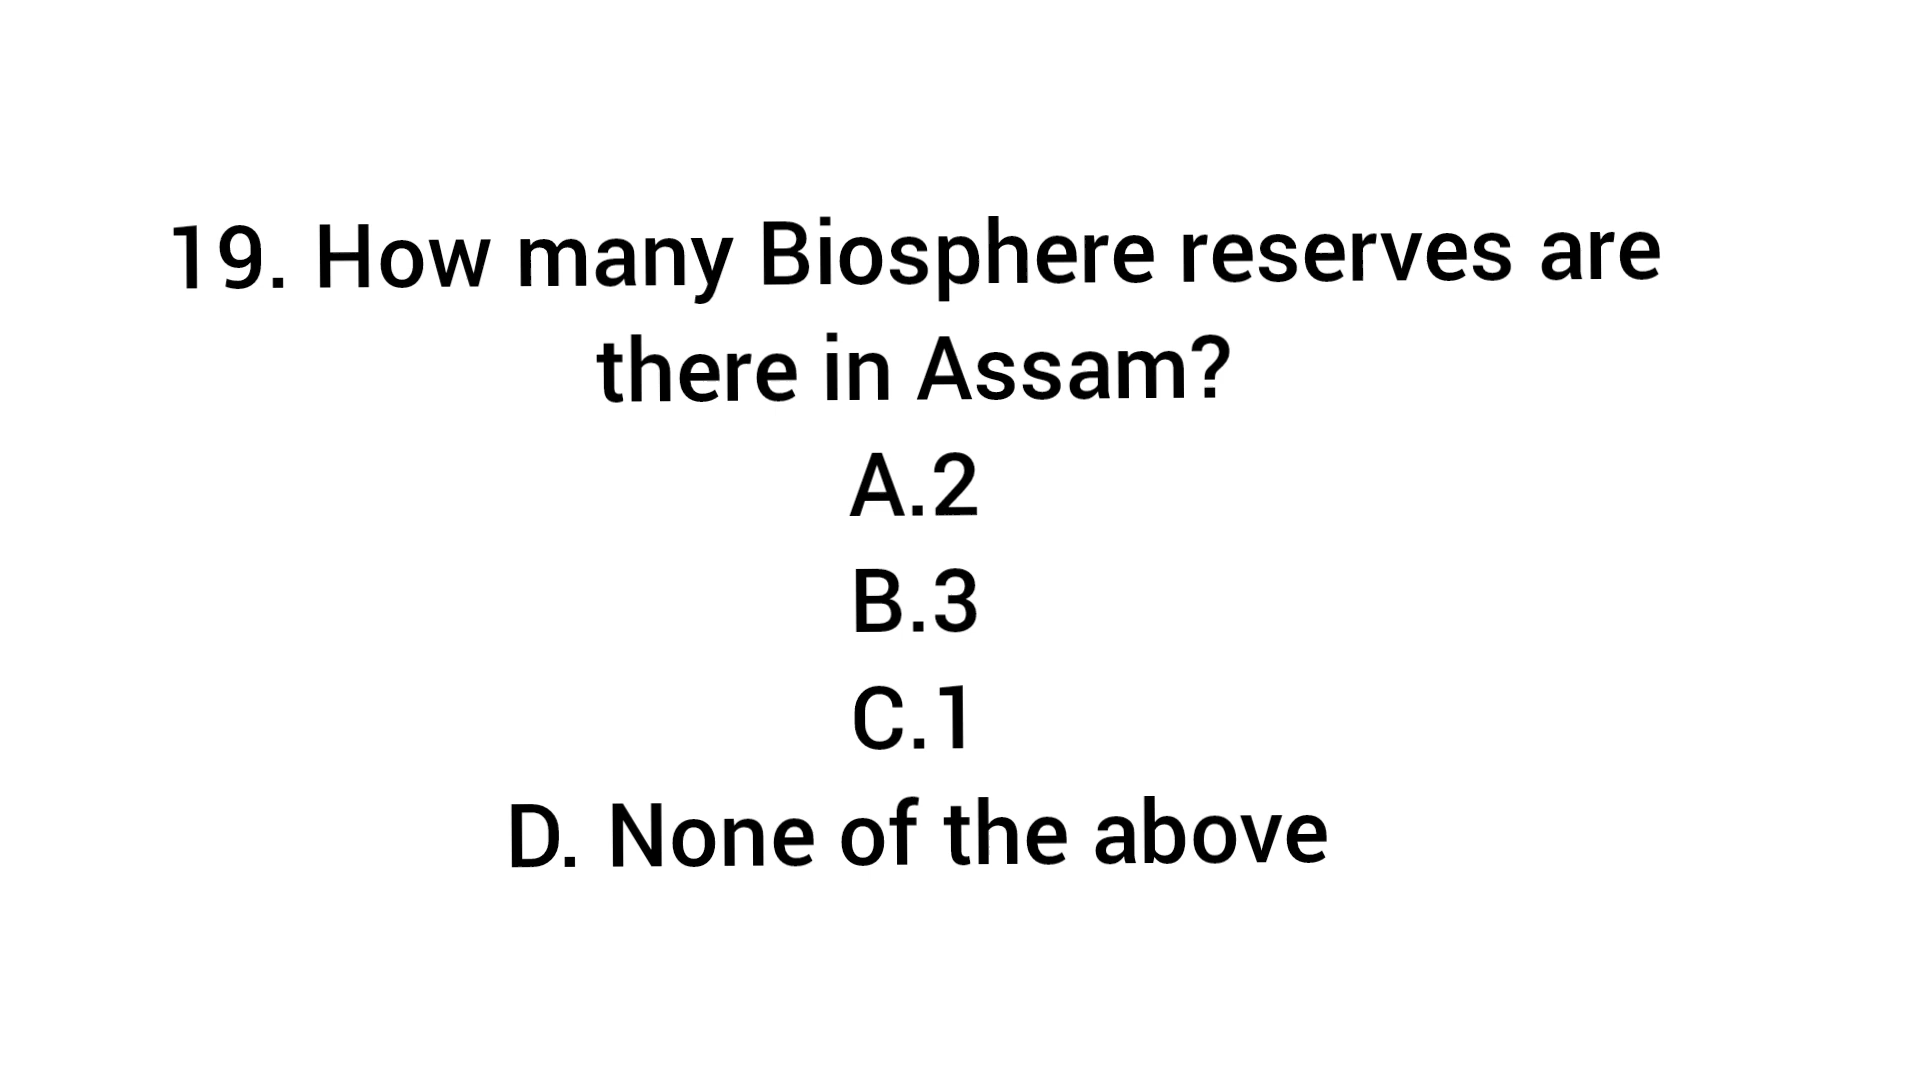 19. How many Biosphere reserves are
there in Assam?
A.2
B.3
C.1
D. None of the above